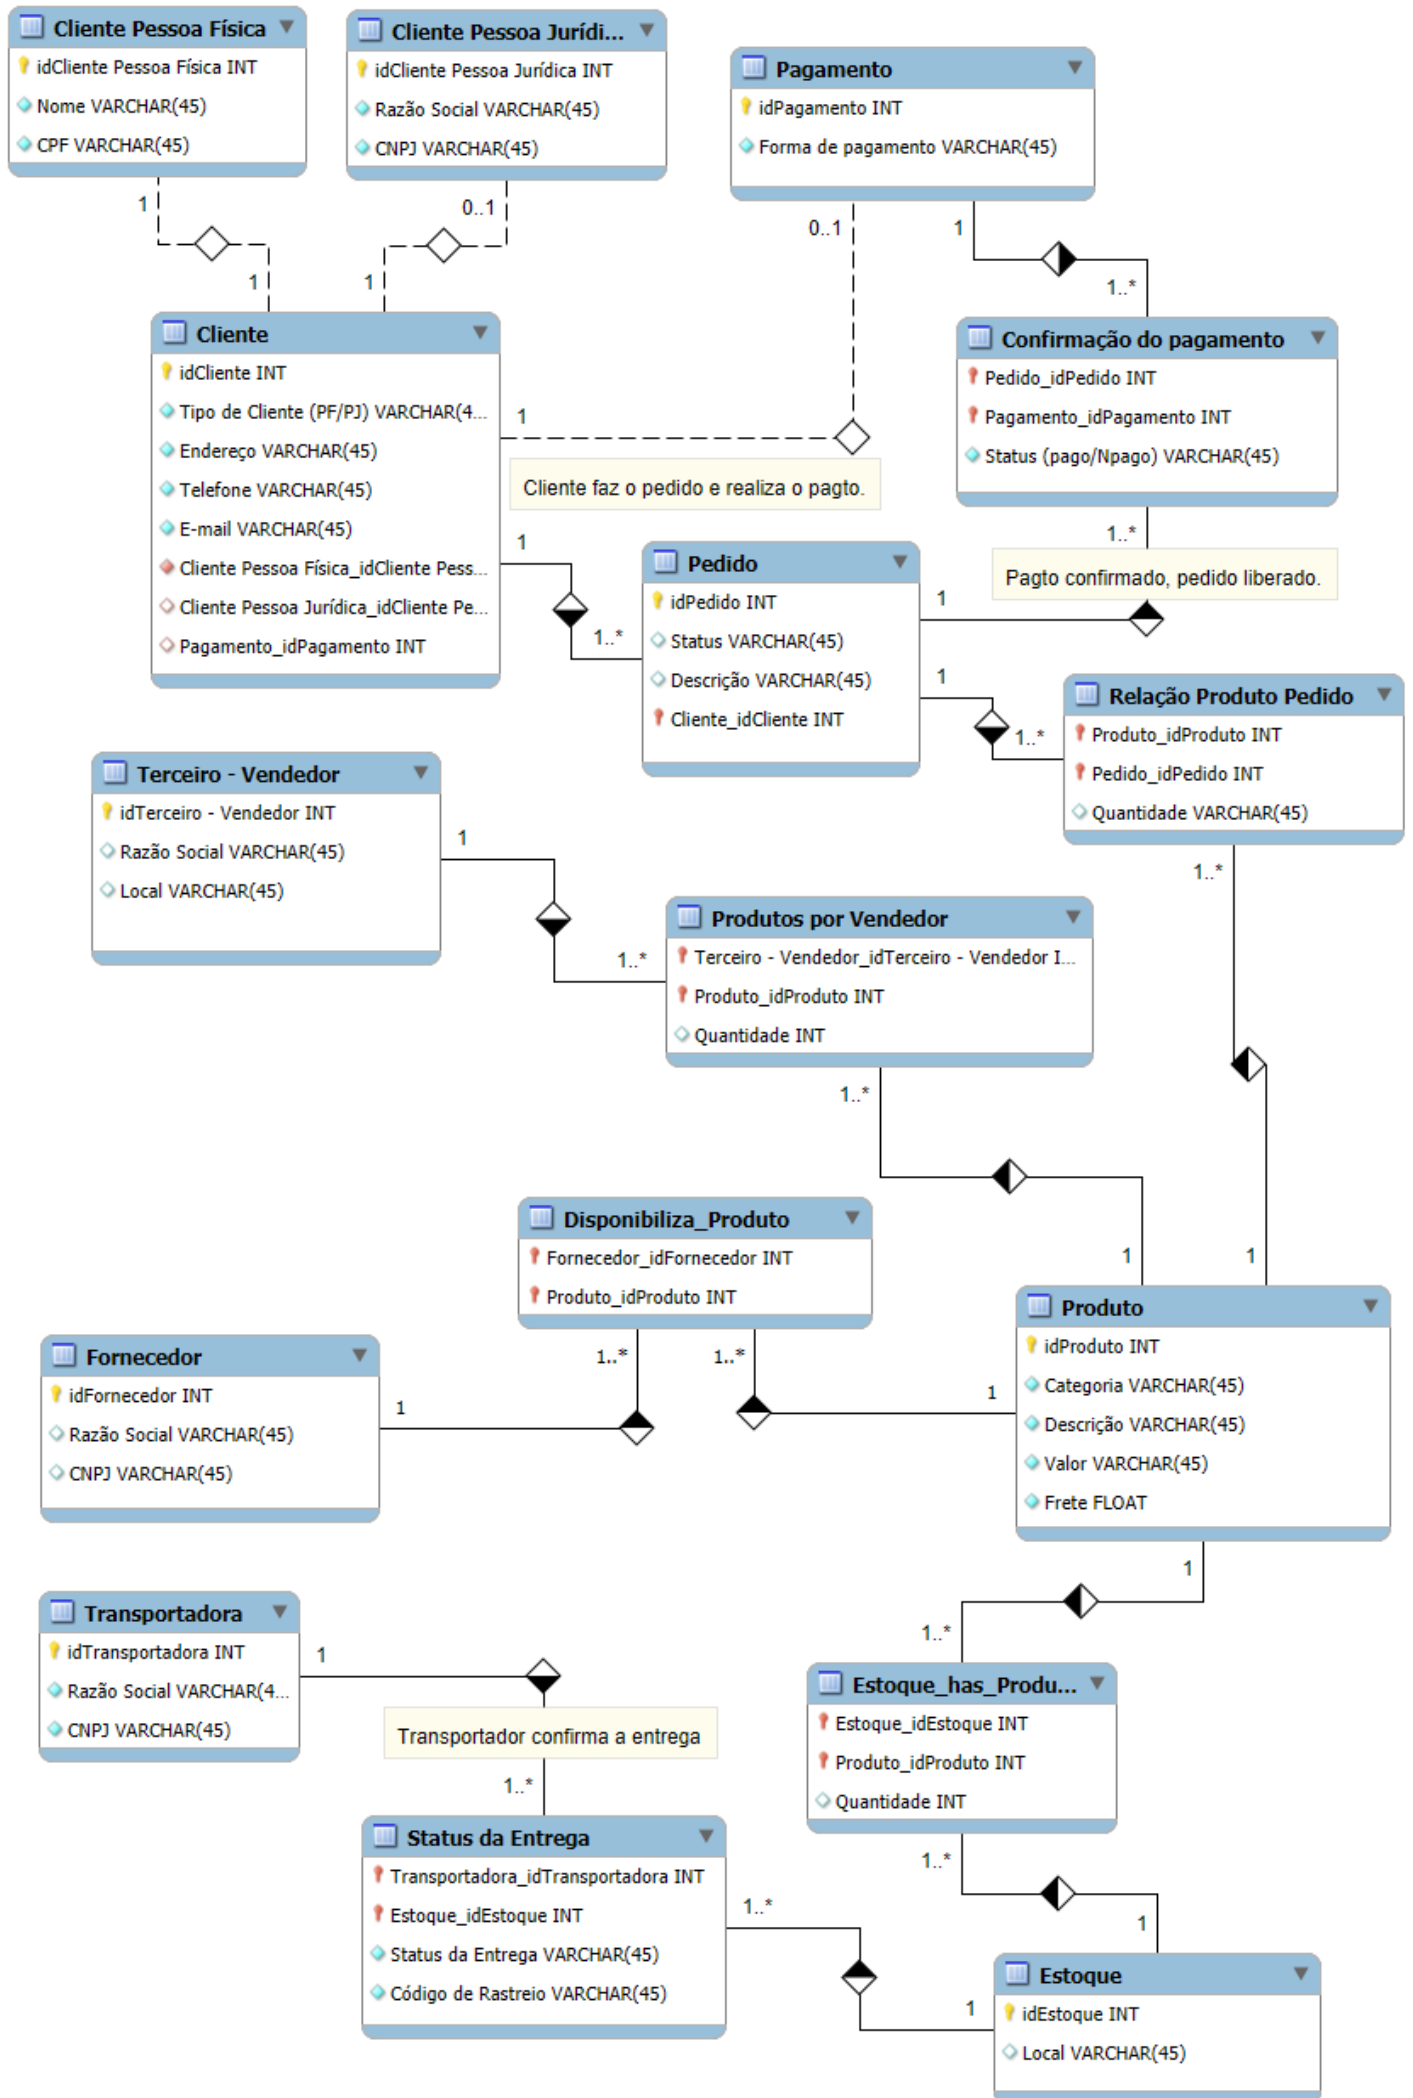 Cliente Pessoa Física
idCliente Pessoa Física INT
Nome VARCHAR(45)
CPF VARCHAR(45)
Cliente Pessoa Jurídi...
idCliente Pessoa Jurídica INT
Razão Social VARCHAR(45)
CNPJ VARCHAR(45)
Pagamento
idPagamento INT
Forma de pagamento VARCHAR(45)
1
0..1
0..1
1
1
1
1..*
Cliente
idCliente INT
Tipo de Cliente (PF/PJ) VARCHAR(4...
Endereço VARCHAR(45)
Telefone VARCHAR(45)
E-mail VARCHAR(45)
Cliente Pessoa Física_idCliente Pess...
Cliente Pessoa Jurídica_idCliente Pe...
Pagamento_idPagamento INT
Confirmação do pagamento
Pedido_idPedido INT
Pagamento_idPagamento INT
Status (pago/Npago) VARCHAR(45)
1
Cliente faz o pedido e realiza o pagto.
1
1..*
1..*
Pagto confirmado, pedido liberado.
Pedido
idPedido INT
Status VARCHAR(45)
Descrição VARCHAR(45)
Cliente_idCliente INT
1
1
1..*
Relação Produto Pedido
Produto_idProduto INT
Pedido_idPedido INT
Quantidade VARCHAR(45)
1..*
Terceiro - Vendedor
idTerceiro - Vendedor INT
Razão Social VARCHAR(45)
Local VARCHAR(45)
1
1..*
Produtos por Vendedor
Terceiro - Vendedor_idTerceiro - Vendedor I...
Produto_idProduto INT
Quantidade INT
1..*
1
1
Disponibiliza_Produto
Fornecedor_idFornecedor INT
Produto_idProduto INT
1..*
1..*
Fornecedor
idFornecedor INT
Razão Social VARCHAR(45)
CNPJ VARCHAR(45)
1
1
Produto
idProduto INT
Categoria VARCHAR(45)
Descrição VARCHAR(45)
Valor VARCHAR(45)
Frete FLOAT
1
1..*
Transportadora
idTransportadora INT
Razão Social VARCHAR(4...
CNPJ VARCHAR(45)
1
Transportador confirma a entrega
1..*
Estoque_has_Produ...
Estoque_idEstoque INT
Produto_idProduto INT
Quantidade INT
1..*
1
Status da Entrega
Transportadora_idTransportadora INT
Estoque_idEstoque INT
Status da Entrega VARCHAR(45)
Código de Rastreio VARCHAR(45)
1..*
1
Estoque
idEstoque INT
Local VARCHAR(45)